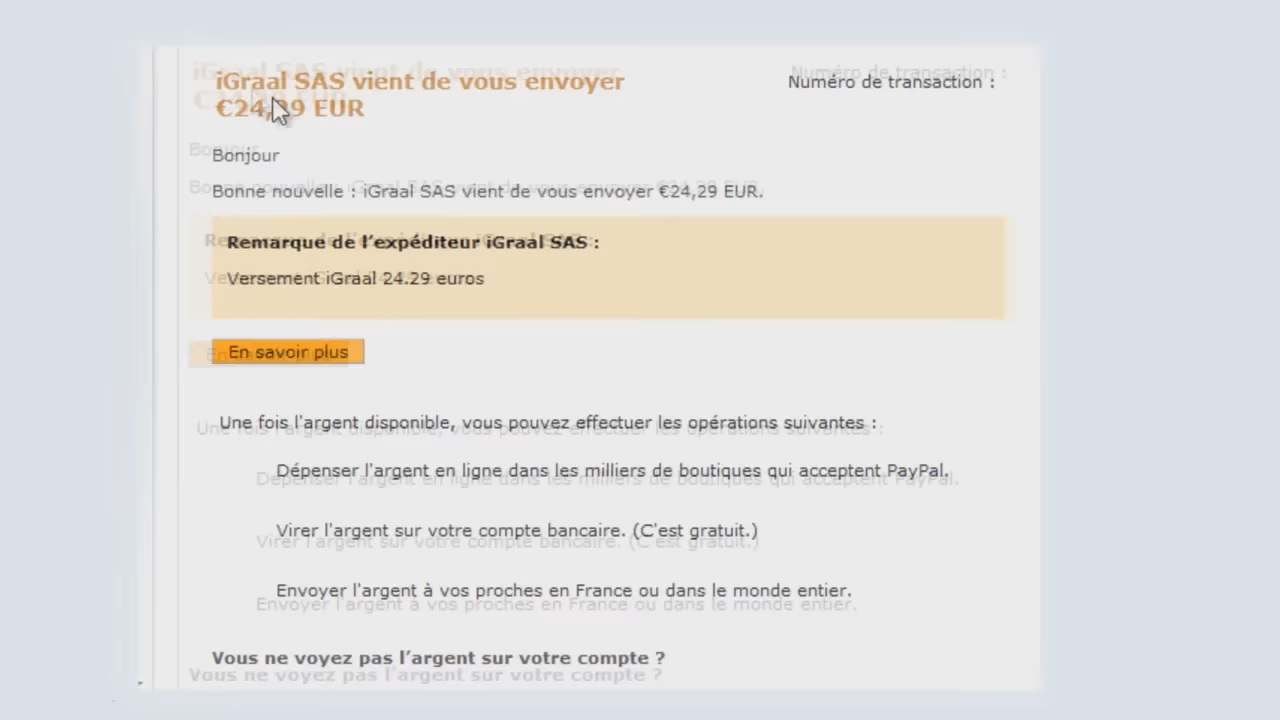 iGraal SAS vient de vous envoyer
€24,29 EUR
Numéro de transaction :
Bonjour
Bonne nouvelle : iGraal SAS vient de vous envoyer €24,29 EUR.
Remarque de l'expéditeur iGraal SAS :
Versement iGraal 24.29 euros
En savoir plus
Une fois l'argent disponible, vous pouvez effectuer les opérations suivantes :
Dépenser l'argent en ligne dans les milliers de boutiques qui acceptent PayPal.
Virer l'argent sur votre compte bancaire. (C'est gratuit.)
Envoyer l'argent à vos proches en France ou dans le monde entier.
Vous ne voyez pas l'argent sur votre compte ?